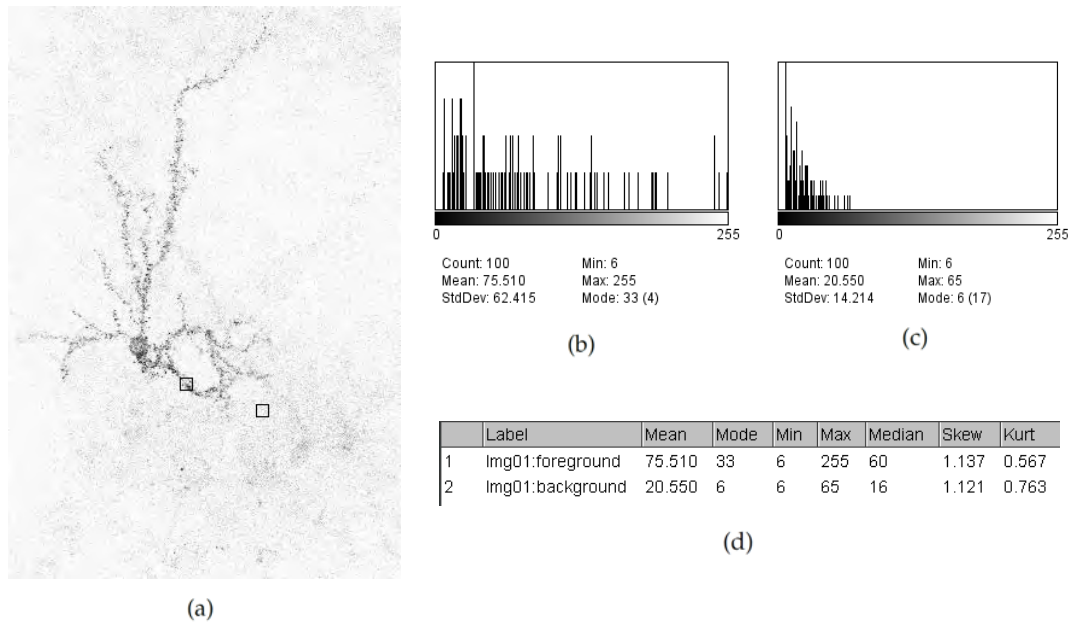 0 255
Count: 100 Min: 6
Mean: 75.510 Max: 255
StdDev: 62.415 Mode: 33 (4)
(b)
0 255
Count: 100 Min: 6
Mean: 20.550 Max: 65
StdDev: 14.214 Mode: 6 (17)
(c)
Label Mean Mode Min Max Median Skew Kurt
1 Img01:foreground 75.510 33 6 255 60 1.137 0.567
2 Img01:background 20.550 6 6 65 16 1.121 0.763
(d)
(a)